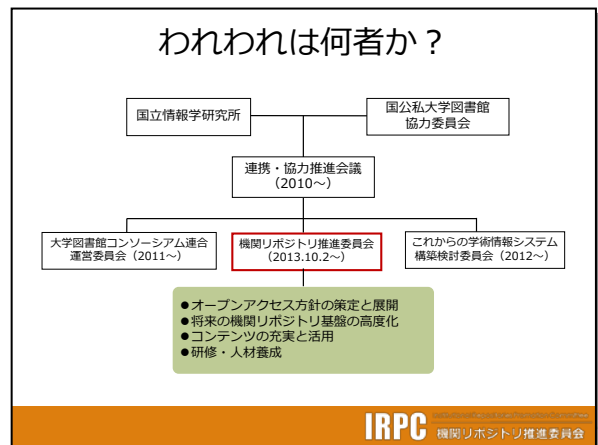 われわれは何者か？
国立情報学研究所
国公私大学図書館
協力委員会
連携・協力推進会議
（2010～）
大学図書館コンソーシアム連合
運営委員会（2011～）
機関リポジトリ推進委員会
（2013.10.2～）
これからの学術情報システム
構築検討委員会（2012～）
●オープンアクセス方針の策定と展開
●将来の機関リポジトリ基盤の高度化
●コンテンツの充実と活用
●研修・人材養成
IRPC
機関リポジトリ推進委員会